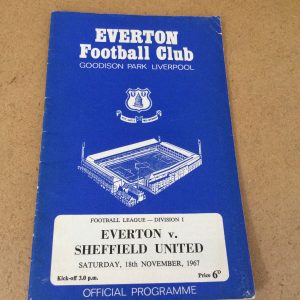 EVERTON
Football Club
GOODISON PARK LIVERPOOL
FOOTBALL LEAGUE — DIVISION 1
EVERTON v.
SHEFFIELD UNITED
SATURDAY, 18th NOVEMBER, 1967
Kick-off 3.0 p.m.
Price 6D
OFFICIAL PROGRAMME